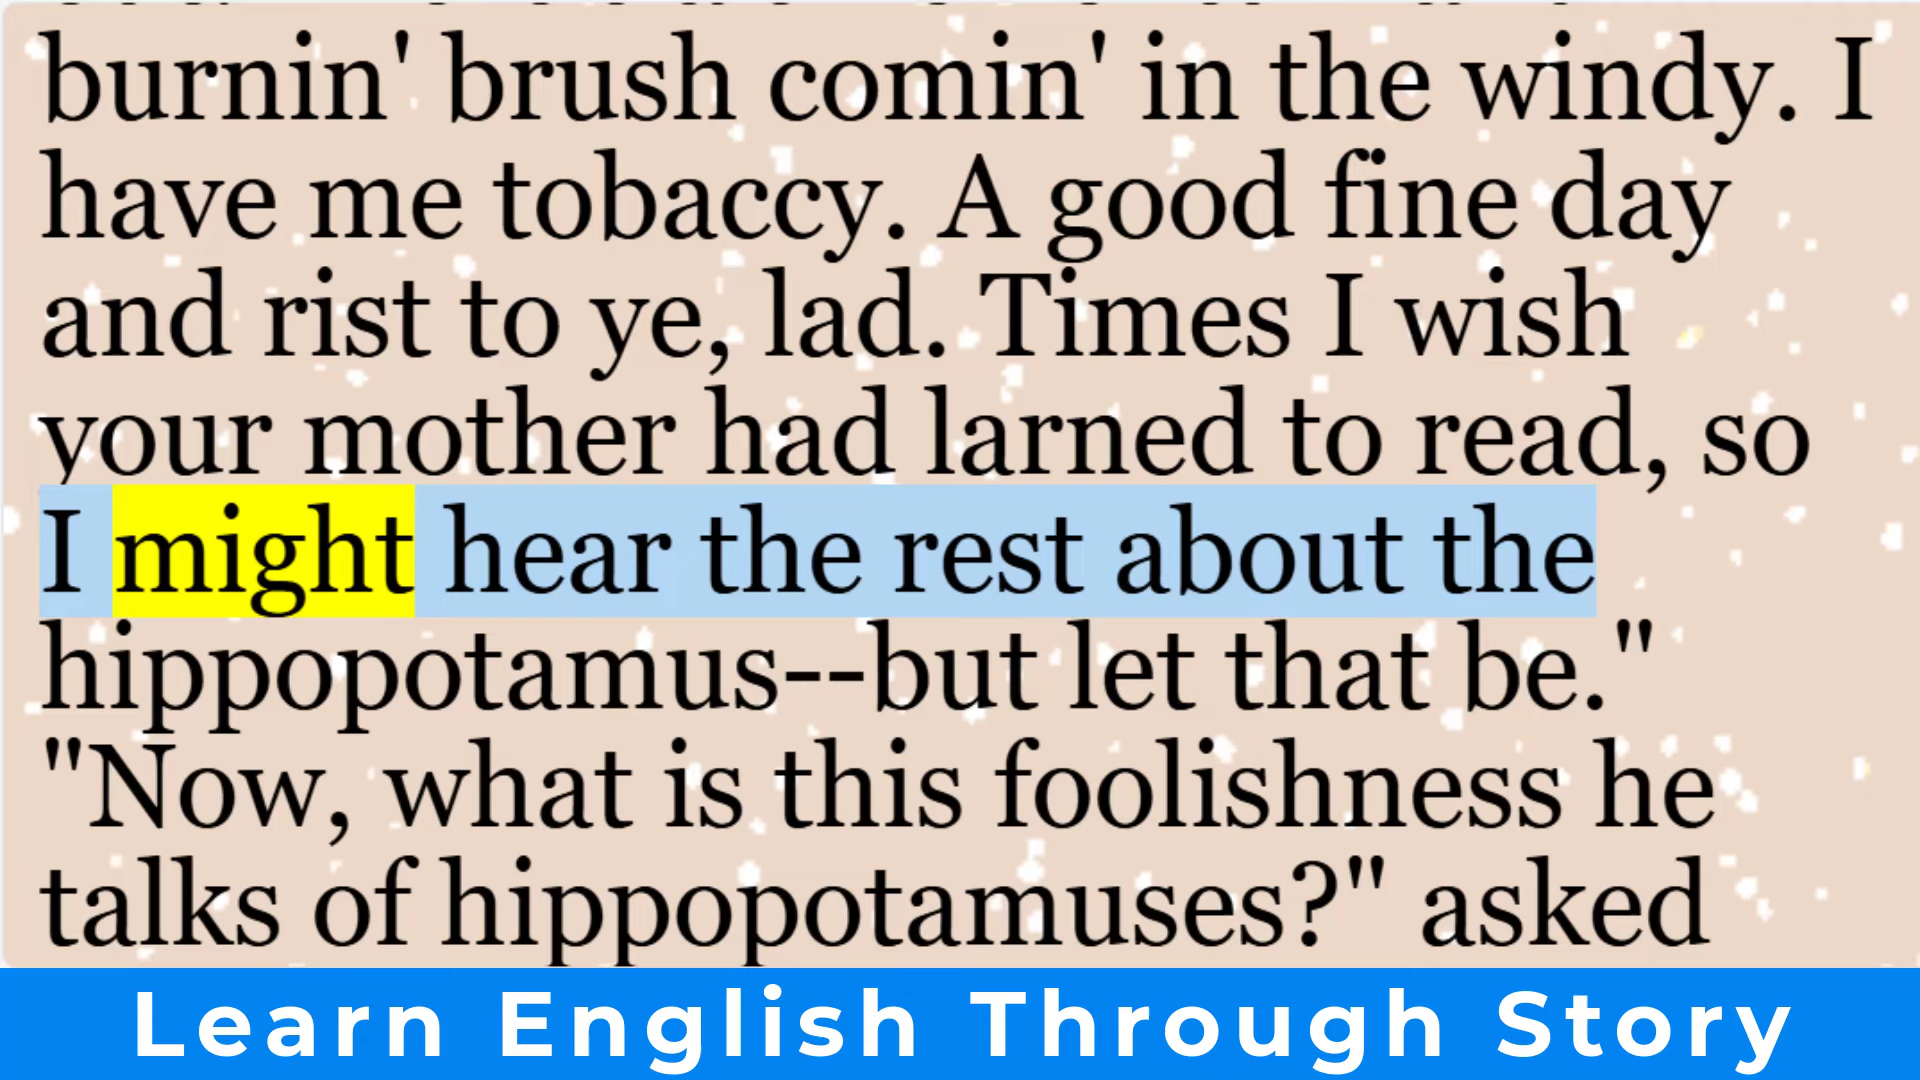 burnin' brush comin' in the windy. I
have me tobaccy. A good fine day
and rist to ye, lad. Times I wish
your mother had larned to read, so
I might hear the rest about the
hippopotamus--but let that be."
"Now, what is this foolishness he
talks of hippopotamuses?" asked
Learn English Through Story